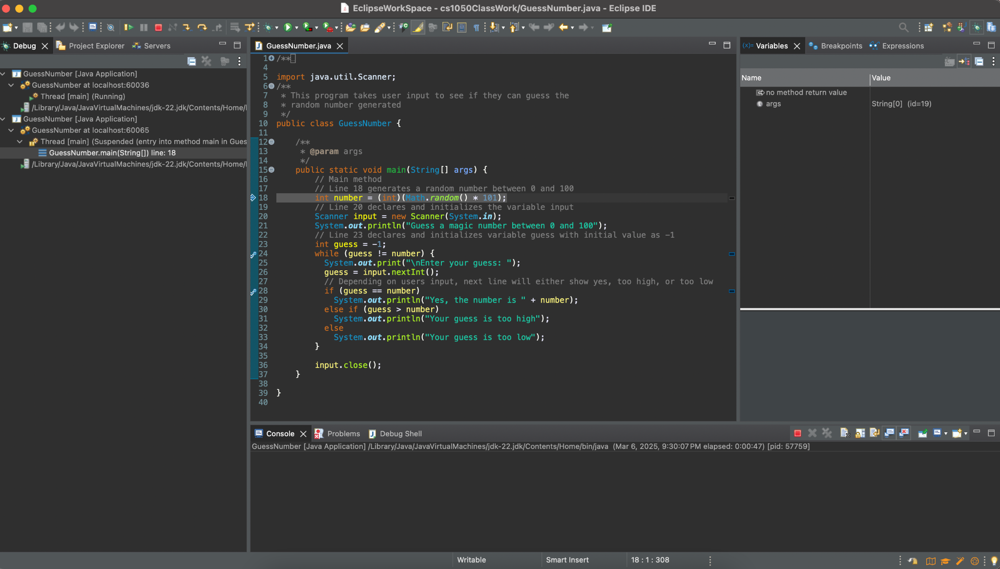 EclipseWorkSpace - cs1050ClassWork/GuessNumber.java - Eclipse IDE
Debug
Project Explorer
Servers
GuessNumber [Java Application]
GuessNumber at localhost:60036
Thread [main] (Running)
/Library/Java/JavaVirtualMachines/jdk-22.jdk/Contents/Home/
GuessNumber [Java Application]
GuessNumber at localhost:60065
Thread [main] (Suspended (entry into method main in Gues
GuessNumber.main(String[]) line: 18
/Library/Java/JavaVirtualMachines/jdk-22.jdk/Contents/Home/
GuessNumber.java
1 /**
4
5 import java.util.Scanner;
6 /**
7 * This program takes user input to see if they can guess the
8 * random number generated
9 */
10 public class GuessNumber {
11
12 /**
13 * @param args
14 */
15 public static void main(String[] args) {
16 // Main method
17 // Line 18 generates a random number between 0 and 100
18 int number = (int)(Math.random() * 101);
19 // Line 20 declares and initializes the variable input
20 Scanner input = new Scanner(System.in);
21 System.out.println("Guess a magic number between 0 and 100");
22 // Line 23 declares and initializes variable guess with initial value as -1
23 int guess = -1;
24 while (guess != number) {
25 System.out.print("\nEnter your guess: ");
26 guess = input.nextInt();
27 // Depending on users input, next line will either show yes, too high, or too low
28 if (guess == number)
29 System.out.println("Yes, the number is " + number);
30 else if (guess > number)
31 System.out.println("Your guess is too high");
32 else
33 System.out.println("Your guess is too low");
34 }
35
36 input.close();
37 }
38
39 }
40
(x)= Variables
Breakpoints
Expressions
Name Value
no method return value
args String[0] (id=19)
Console
Problems
Debug Shell
GuessNumber [Java Application] /Library/Java/JavaVirtualMachines/jdk-22.jdk/Contents/Home/bin/java (Mar 6, 2025, 9:30:07 PM elapsed: 0:00:47) [pid: 57759]
Writable
Smart Insert
18 : 1 : 308